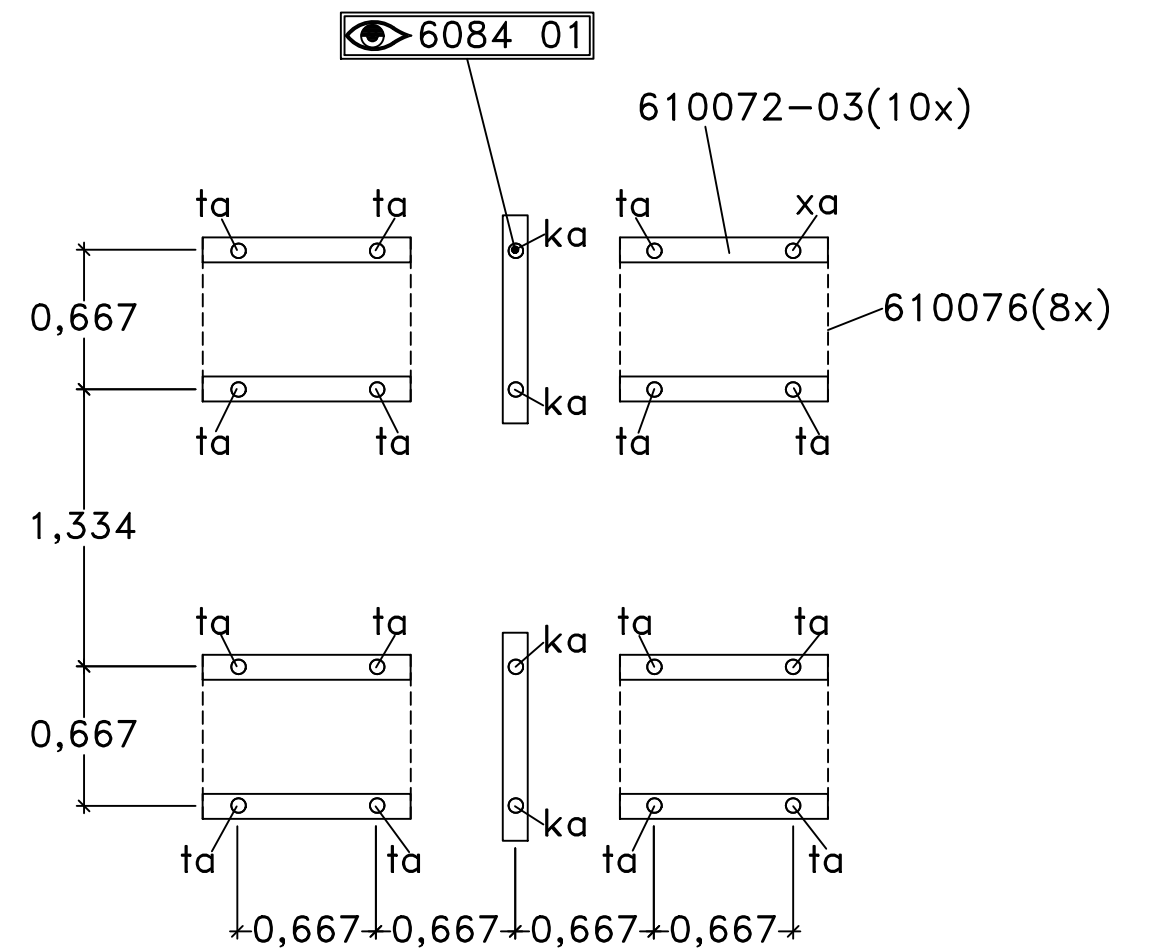 6084 01
610072-03(10x)
ta ta ka ta xa
0,667
610076(8x)
ta ta ka ta ta
1,334
ta ta ka ta ta
0,667
ta ta ka ta ta
0,667 0,667 0,667 0,667